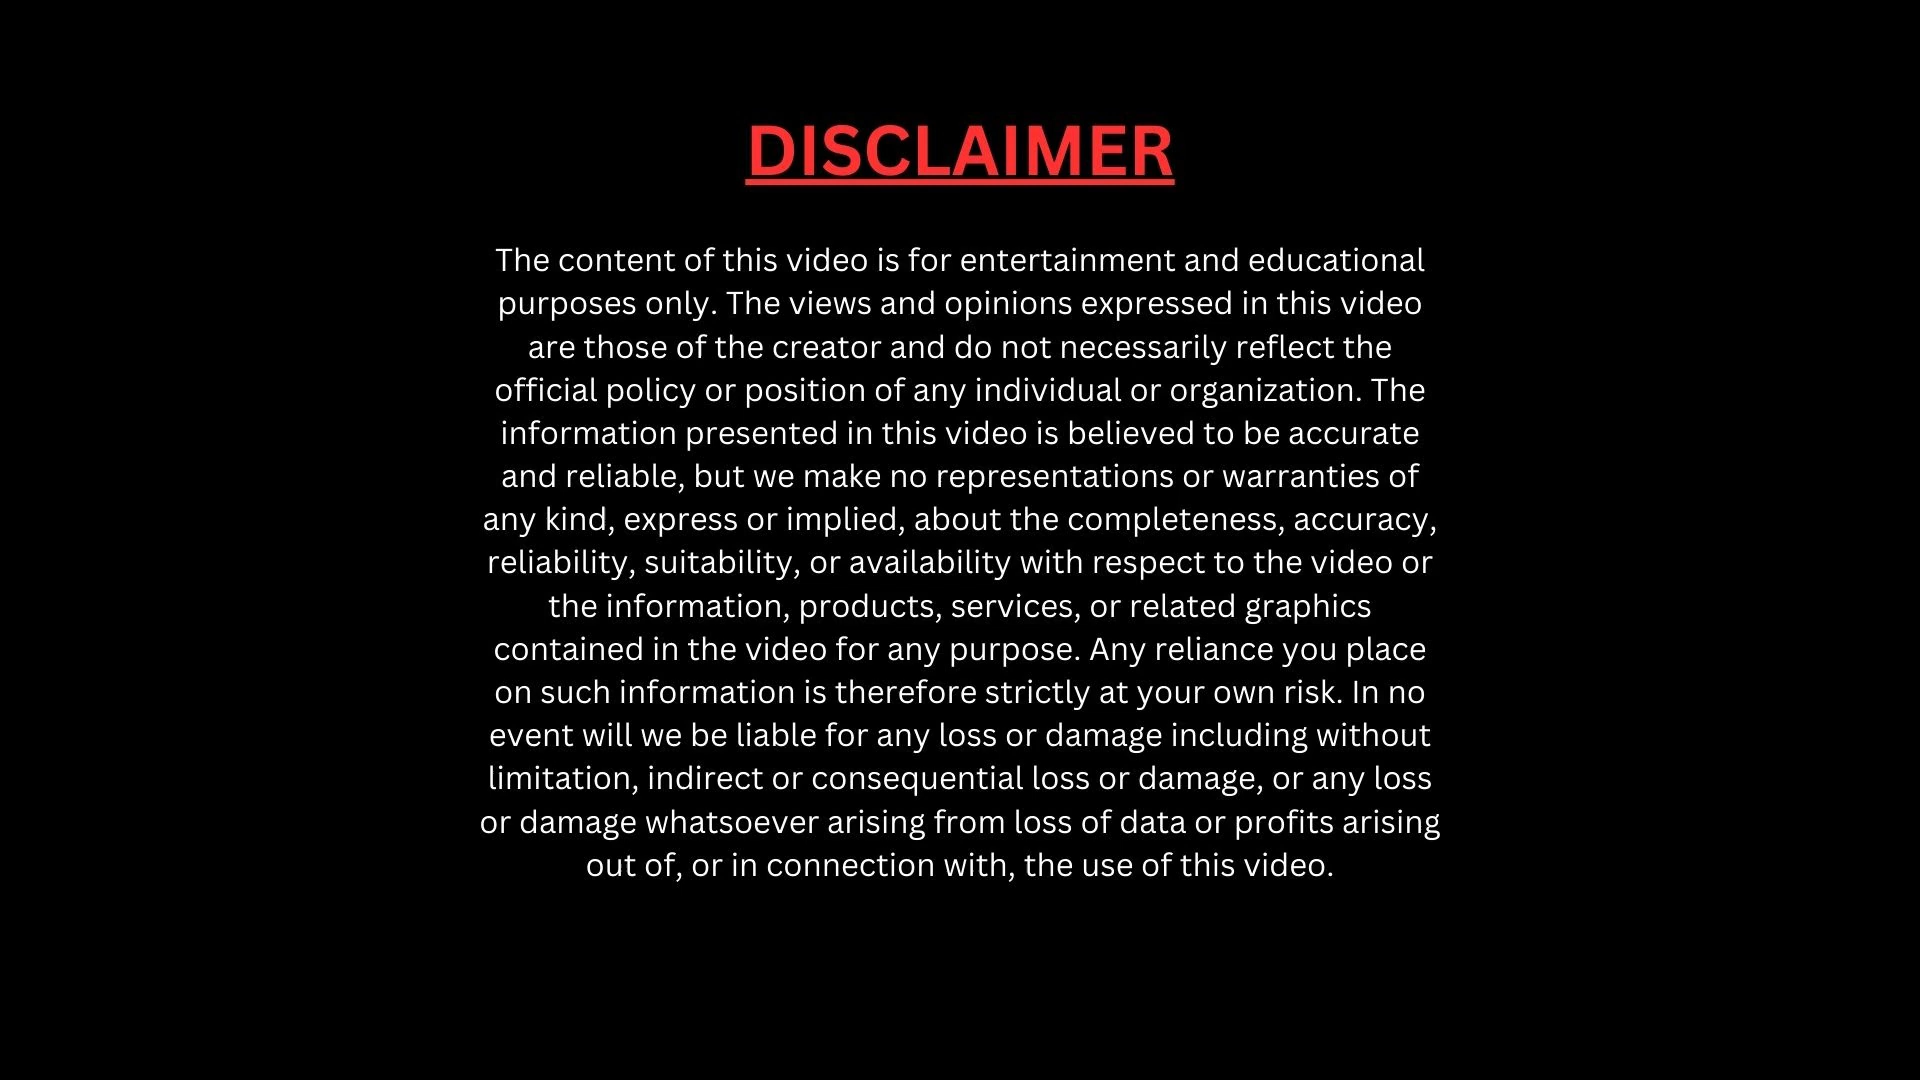 DISCLAIMER
The content of this video is for entertainment and educational
purposes only. The views and opinions expressed in this video
are those of the creator and do not necessarily reflect the
official policy or position of any individual or organization. The
information presented in this video is believed to be accurate
and reliable, but we make no representations or warranties of
any kind, express or implied, about the completeness, accuracy,
reliability, suitability, or availability with respect to the video or
the information, products, services, or related graphics
contained in the video for any purpose. Any reliance you place
on such information is therefore strictly at your own risk. In no
event will we be liable for any loss or damage including without
limitation, indirect or consequential loss or damage, or any loss
or damage whatsoever arising from loss of data or profits arising
out of, or in connection with, the use of this video.